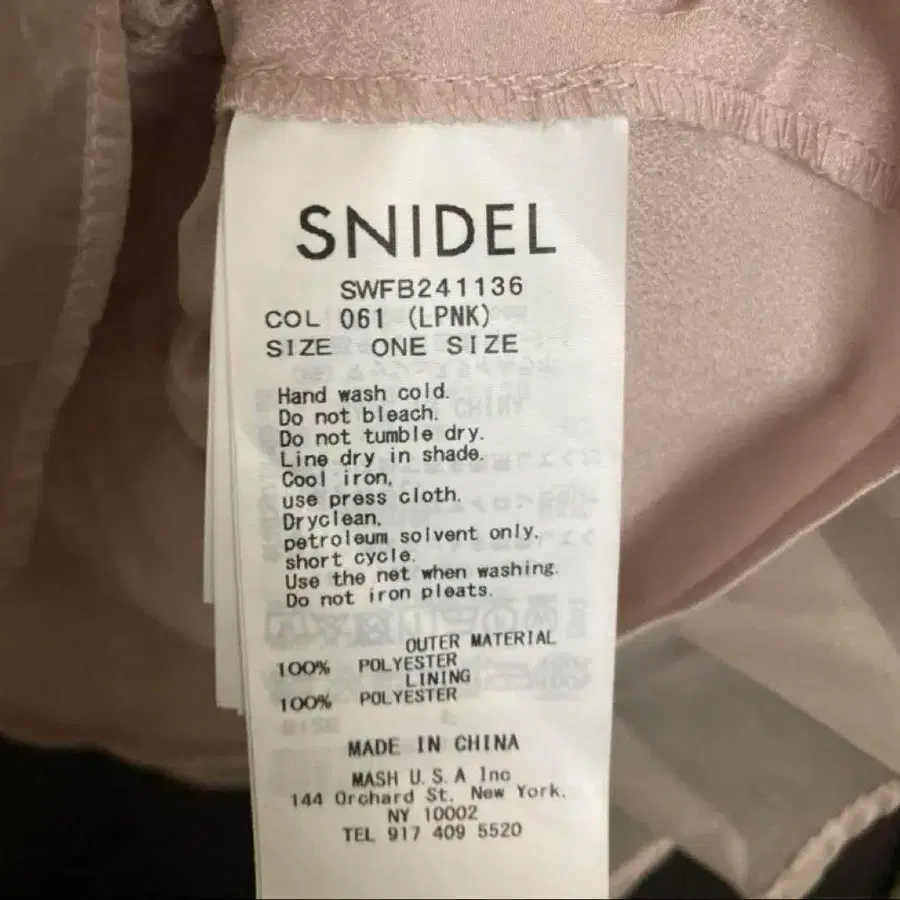 SNIDEL
SWFB241136
COL 061 (LPNK)
SIZE ONE SIZE
Hand wash cold.
Do not bleach.
Do not tumble dry.
Line dry in shade.
Cool iron,
use press cloth.
Dryclean,
petroleum solvent only.
short cycle.
Use the net when washing.
Do not iron pleats.
OUTER MATERIAL
100% POLYESTER
LINING
100% POLYESTER
MADE IN CHINA
MASH U.S.A Inc
144 Orchard St. New York.
NY 10002
TEL 917 409 5520